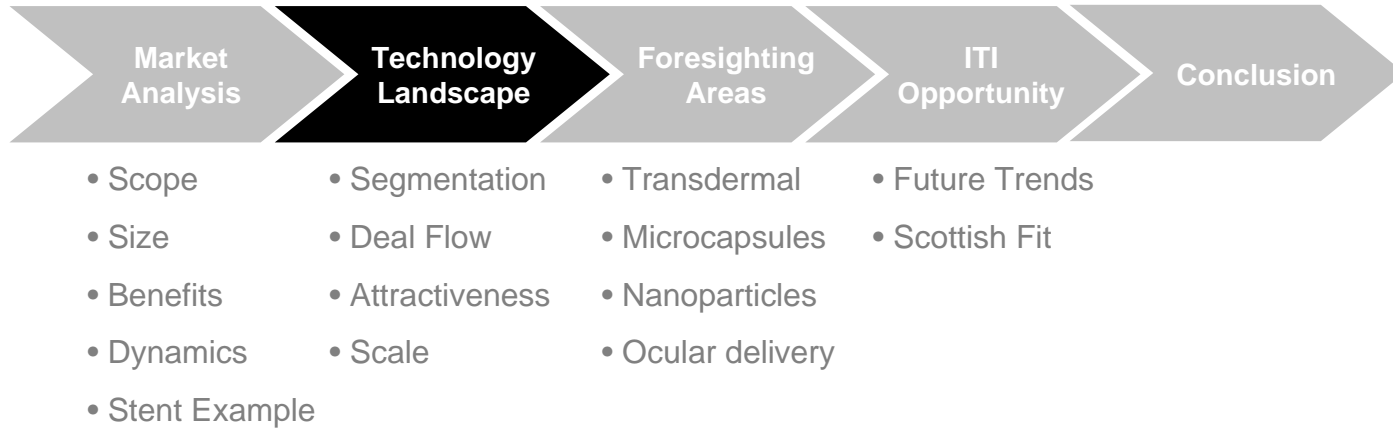 Market
Analysis
Technology
Landscape
Foresighting
Areas
ITI
Opportunity
Conclusion
• Scope
• Size
• Benefits
• Dynamics
• Stent Example
• Segmentation
• Deal Flow
• Attractiveness
• Scale
• Transdermal
• Microcapsules
• Nanoparticles
• Ocular delivery
• Future Trends
• Scottish Fit